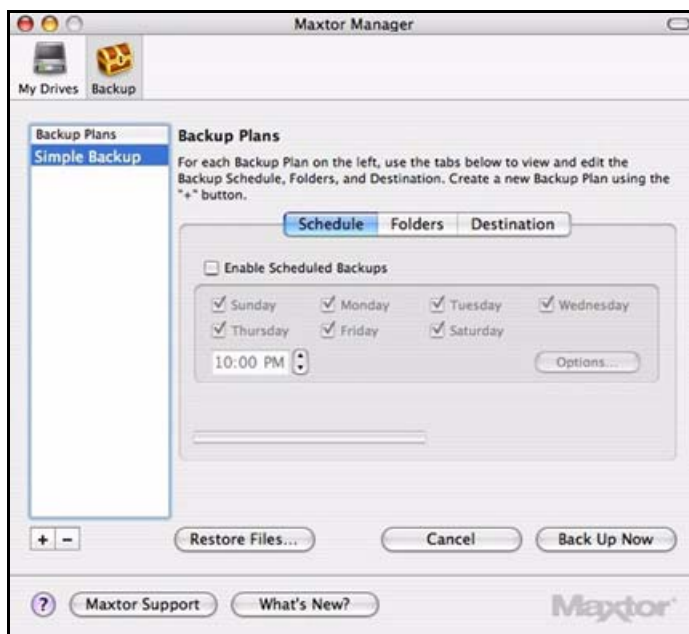 Maxtor Manager
My Drives Backup
Backup Plans
Simple Backup
Backup Plans
For each Backup Plan on the left, use the tabs below to view and edit the
Backup Schedule, Folders, and Destination. Create a new Backup Plan using the
"+" button.
Schedule Folders Destination
Enable Scheduled Backups
Sunday Monday Tuesday Wednesday
Thursday Friday Saturday
10:00 PM Options...
+ −
Restore Files... Cancel Back Up Now
? Maxtor Support What's New? Maxtor